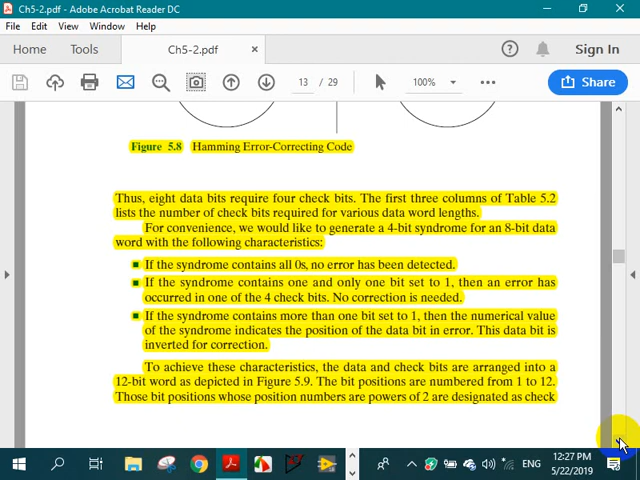 Ch5-2.pdf - Adobe Acrobat Reader DC
File Edit View Window Help
Home Tools Ch5-2.pdf × ? Sign In
13 / 29 100% Share
Figure 5.8 Hamming Error-Correcting Code
Thus, eight data bits require four check bits. The first three columns of Table 5.2
lists the number of check bits required for various data word lengths.
For convenience, we would like to generate a 4-bit syndrome for an 8-bit data
word with the following characteristics:
■ If the syndrome contains all 0s, no error has been detected.
■ If the syndrome contains one and only one bit set to 1, then an error has
occurred in one of the 4 check bits. No correction is needed.
■ If the syndrome contains more than one bit set to 1, then the numerical value
of the syndrome indicates the position of the data bit in error. This data bit is
inverted for correction.
To achieve these characteristics, the data and check bits are arranged into a
12-bit word as depicted in Figure 5.9. The bit positions are numbered from 1 to 12.
Those bit positions whose position numbers are powers of 2 are designated as check
ENG
12:27 PM
5/22/2019